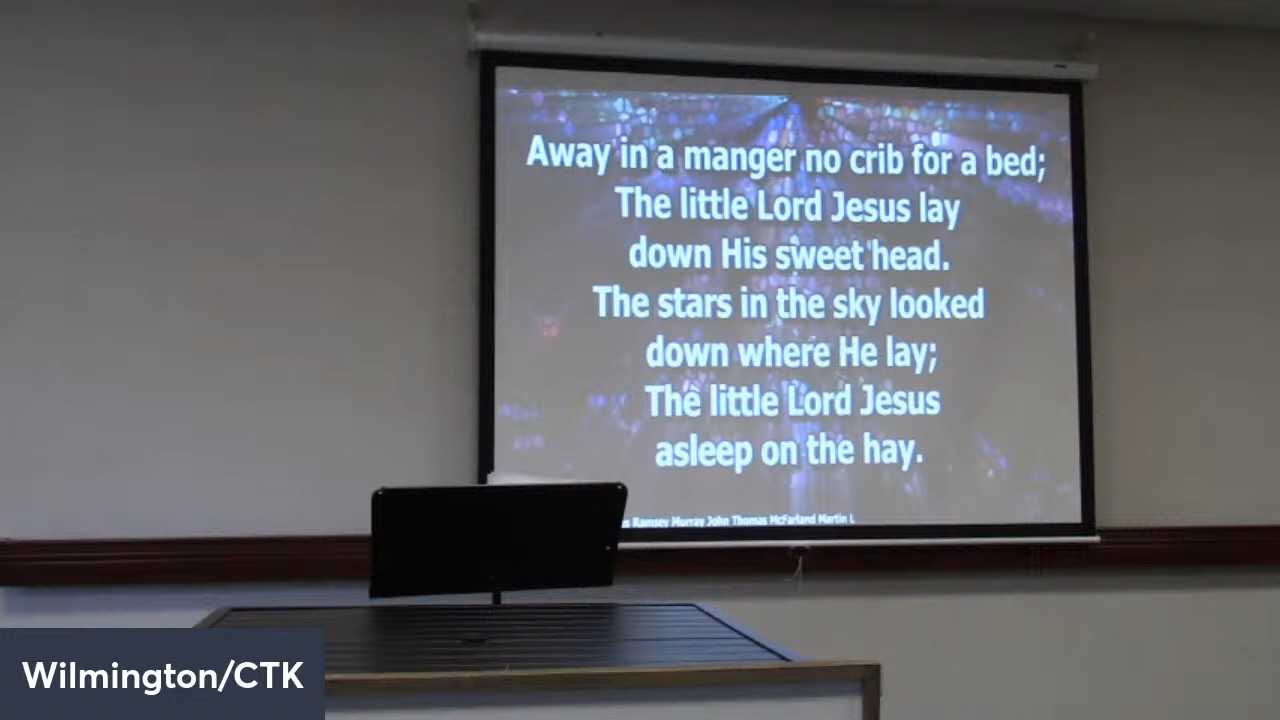 Away in a manger no crib for a bed;
The little Lord Jesus lay
down His sweet head.
The stars in the sky looked
down where He lay;
The little Lord Jesus
asleep on the hay.
Ramsey Murray John Thomas McFarland Martin L
Wilmington/CTK